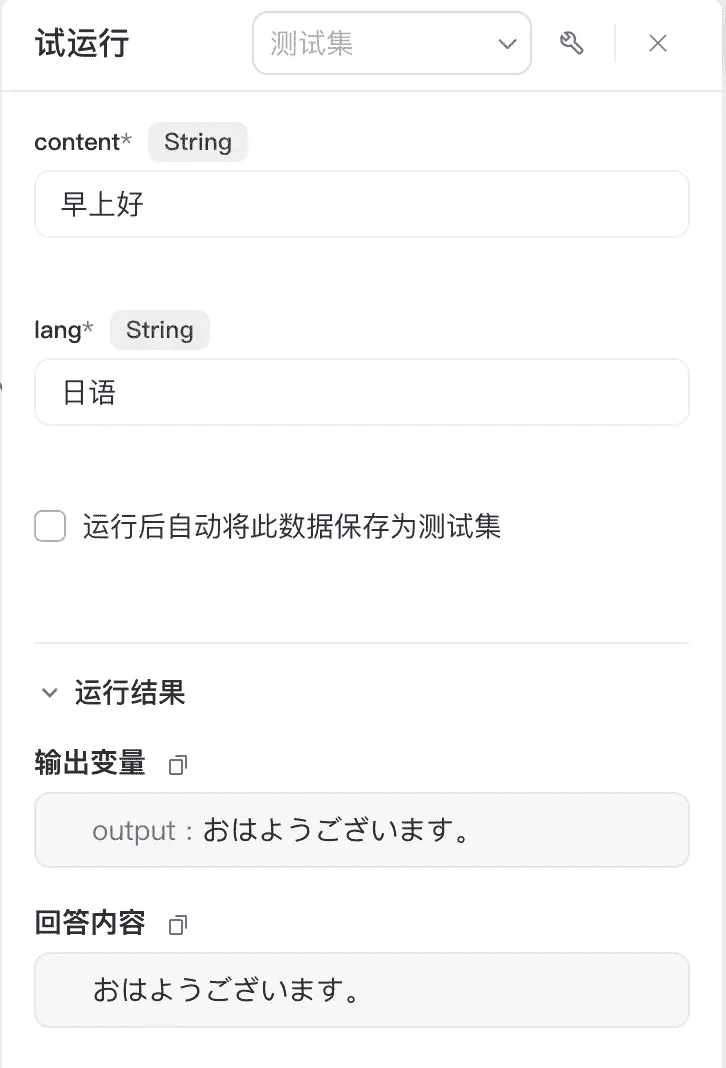 试运行 测试集
content* String
早上好
lang* String
日语
运行后自动将此数据保存为测试集
运行结果
输出变量
output : おはようございます。
回答内容
おはようございます。